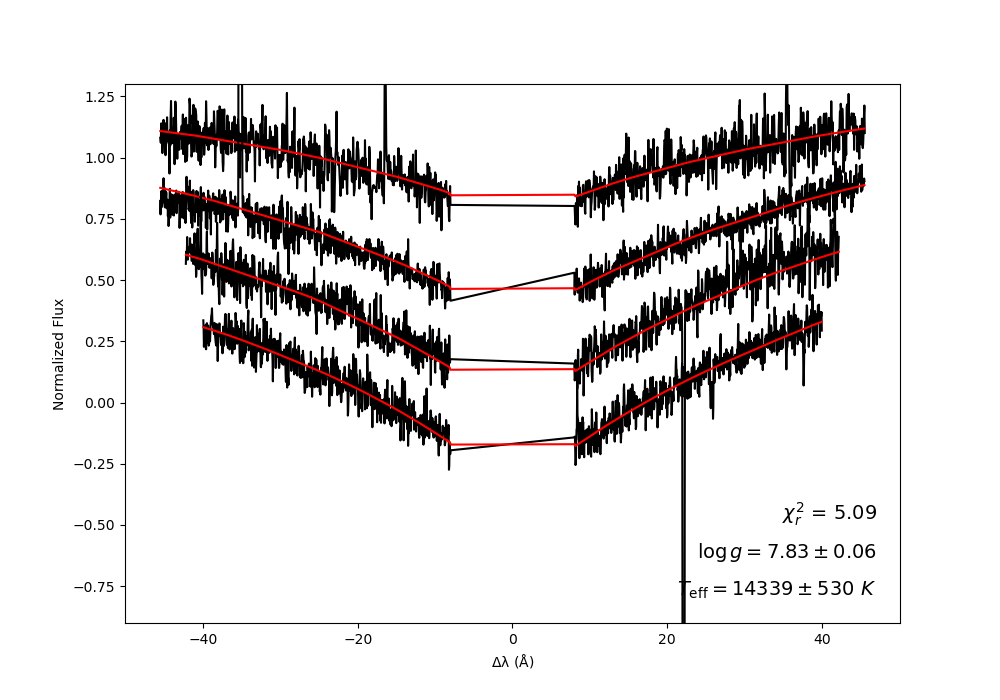 1.25
1.00
0.75
0.50
0.25
0.00
−0.25
−0.50
−0.75
Normalized Flux
χ²ᵣ = 5.09
log g = 7.83 ± 0.06
T_eff = 14339 ± 530 K
−40 −20 0 20 40
Δλ (Å)